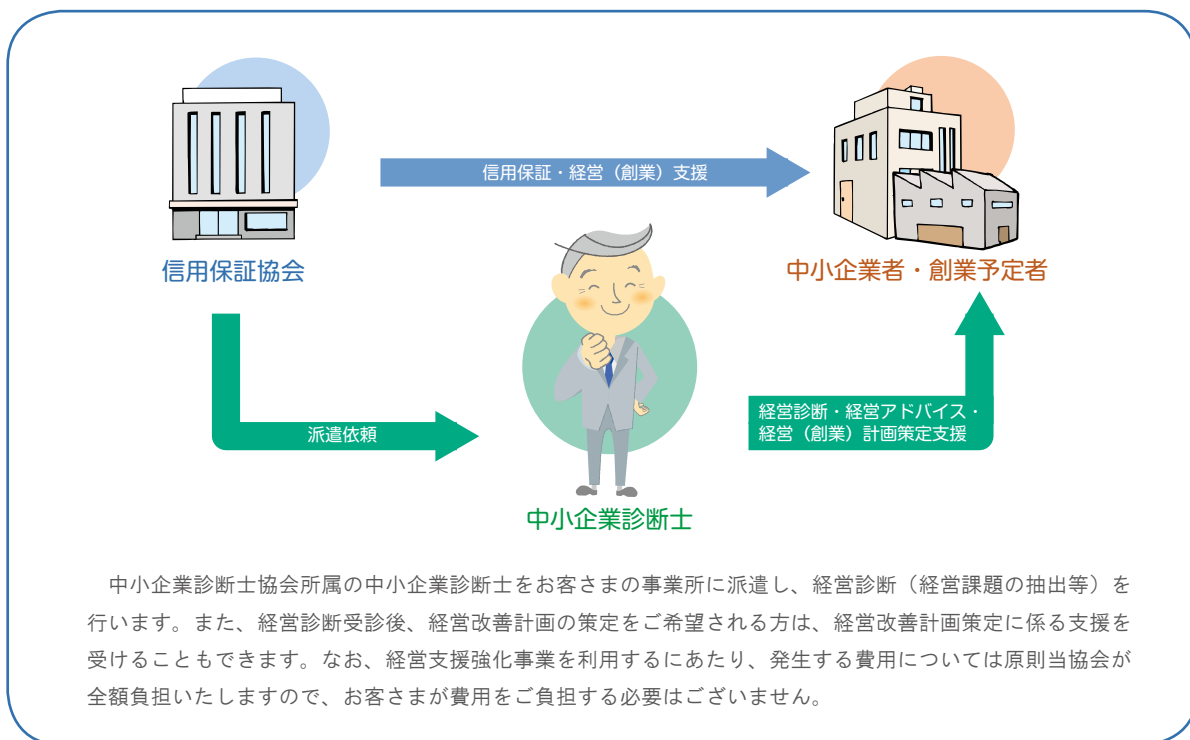 信用保証・経営（創業）支援
信用保証協会
中小企業者・創業予定者
派遣依頼
経営診断・経営アドバイス・
経営（創業）計画策定支援
中小企業診断士
　中小企業診断士協会所属の中小企業診断士をお客さまの事業所に派遣し、経営診断（経営課題の抽出等）を
行います。また、経営診断受診後、経営改善計画の策定をご希望される方は、経営改善計画策定に係る支援を
受けることもできます。なお、経営支援強化事業を利用するにあたり、発生する費用については原則当協会が
全額負担いたしますので、お客さまが費用をご負担する必要はございません。